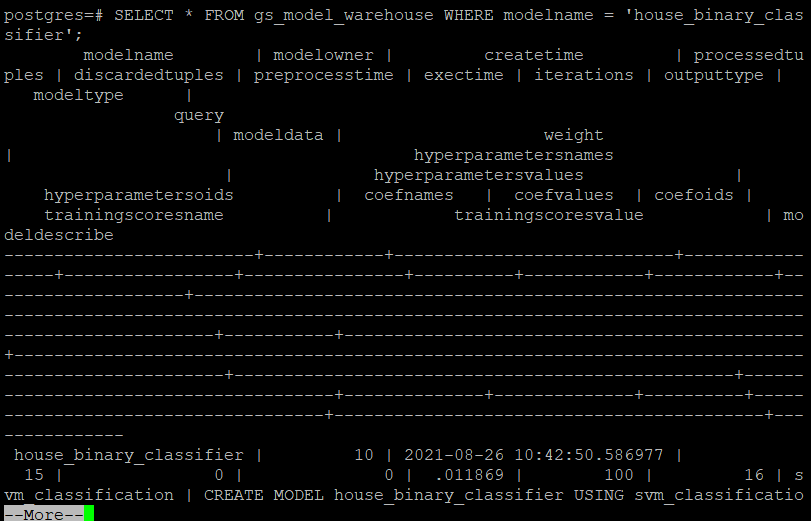 postgres=# SELECT * FROM gs_model_warehouse WHERE modelname = 'house_binary_clas
sifier';
        modelname        | modelowner |         createtime         | processedtu
ples | discardedtuples | preprocesstime | exectime | iterations | outputtype |
   modeltype      |
                 query
                     | modeldata |                    weight
|                                        hyperparametersnames
                      |              hyperparametersvalues               |
    hyperparametersoids          |  coefnames   |  coefvalues  | coefoids |
    trainingscoresname          |            trainingscoresvalue            | mo
deldescribe
-------------------------+------------+----------------------------+------------
-----+-----------------+----------------+----------+------------+------------+--
------------------+-------------------------------------------------------------
--------------------------------------------------------------------------------
---------------------+-----------+----------------------------------------------
+-------------------------------------------------------------------------------
----------------------+--------------------------------------------------+------
---------------------------------+--------------+--------------+----------+-----
--------------------------------+-------------------------------------------+---
------------
 house_binary_classifier |         10 | 2021-08-26 10:42:50.586977 |
  15 |               0 |              0 |  .011869 |        100 |         16 | s
vm_classification | CREATE MODEL house_binary_classifier USING svm_classificatio
--More--